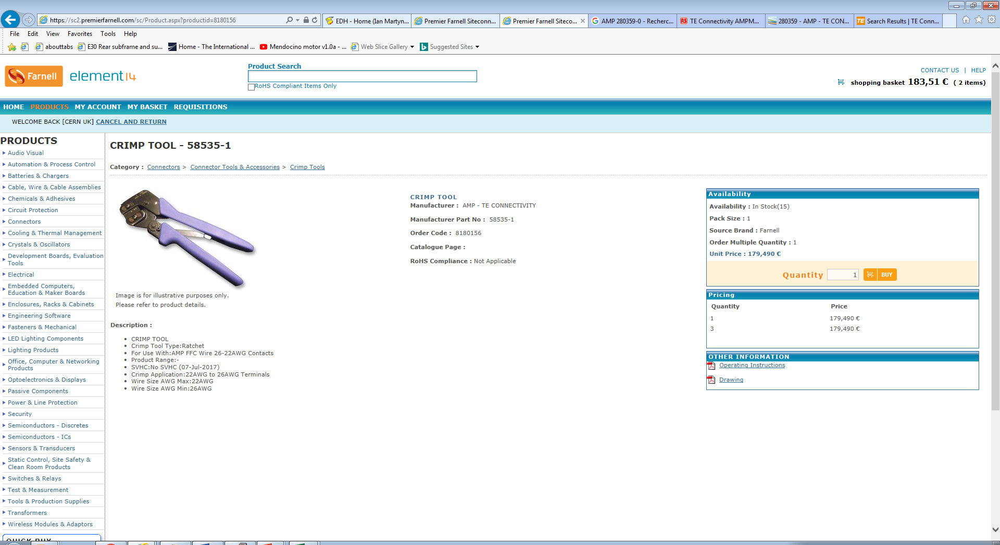 https://sc2.premierfarnell.com/sc/Product.aspx?productid=8180156
EDH - Home (Ian Martyn...
Premier Farnell Siteconn...
Premier Farnell Siteco...
AMP 280359-0 - Recherc...
TE Connectivity AMPM...
280359 - AMP - TE CON...
TE Search Results | TE Conn...
File Edit View Favorites Tools Help
abouttabs
E30 Rear subframe and su...
Home - The International ...
Mendocino motor v1.0a - ...
Web Slice Gallery
Suggested Sites
Farnell element14
Product Search
RoHS Compliant Items Only
CONTACT US | HELP
shopping basket 183,51 € ( 2 items)
HOME PRODUCTS MY ACCOUNT MY BASKET REQUISITIONS
WELCOME BACK [CERN UK] CANCEL AND RETURN
PRODUCTS
Audio Visual
Automation & Process Control
Batteries & Chargers
Cable, Wire & Cable Assemblies
Chemicals & Adhesives
Circuit Protection
Connectors
Cooling & Thermal Management
Crystals & Oscillators
Development Boards, Evaluation
Tools
Electrical
Embedded Computers,
Education & Maker Boards
Enclosures, Racks & Cabinets
Engineering Software
Fasteners & Mechanical
LED Lighting Components
Lighting Products
Office, Computer & Networking
Products
Optoelectronics & Displays
Passive Components
Power & Line Protection
Security
Semiconductors - Discretes
Semiconductors - ICs
Sensors & Transducers
Static Control, Site Safety &
Clean Room Products
Switches & Relays
Test & Measurement
Tools & Production Supplies
Transformers
Wireless Modules & Adaptors
QUICK BUY
CRIMP TOOL - 58535-1
Category : Connectors > Connector Tools & Accessories > Crimp Tools
Image is for illustrative purposes only.
Please refer to product details.
CRIMP TOOL
Manufacturer : AMP - TE CONNECTIVITY
Manufacturer Part No : 58535-1
Order Code : 8180156
Catalogue Page :
RoHS Compliance : Not Applicable
Description :
CRIMP TOOL
Crimp Tool Type:Ratchet
For Use With:AMP FFC Wire 26-22AWG Contacts
Product Range:-
SVHC:No SVHC (07-Jul-2017)
Crimp Application:22AWG to 26AWG Terminals
Wire Size AWG Max:22AWG
Wire Size AWG Min:26AWG
Availability
Availability : In Stock(15)
Pack Size : 1
Source Brand : Farnell
Order Multiple Quantity : 1
Unit Price : 179,490 €
Quantity 1 BUY
Pricing
Quantity Price
1 179,490 €
3 179,490 €
OTHER INFORMATION
Operating Instructions
Drawing